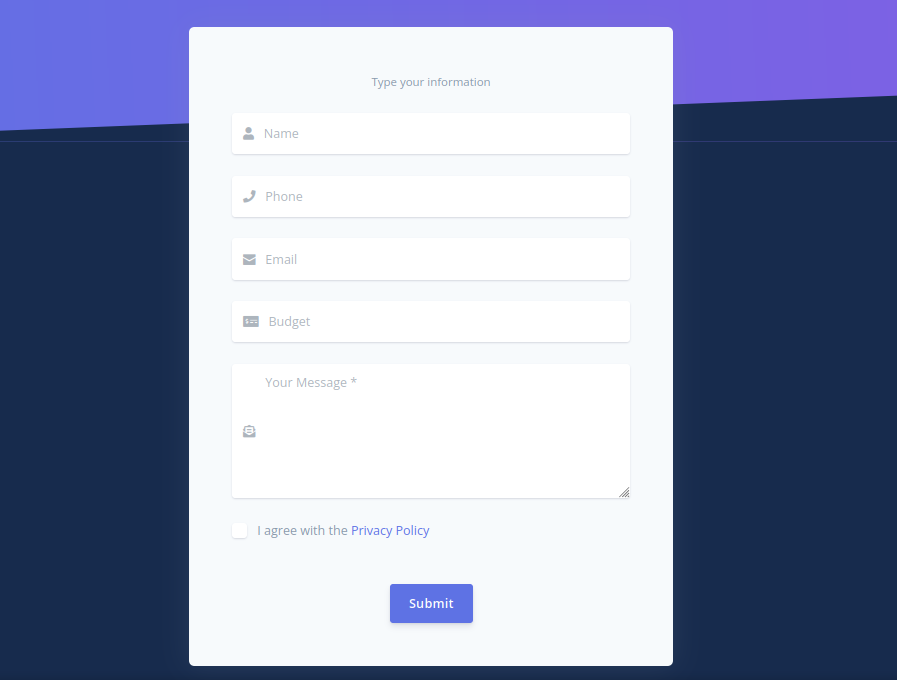 Type your information
Name
Phone
Email
Budget
Your Message *
I agree with the Privacy Policy
Submit